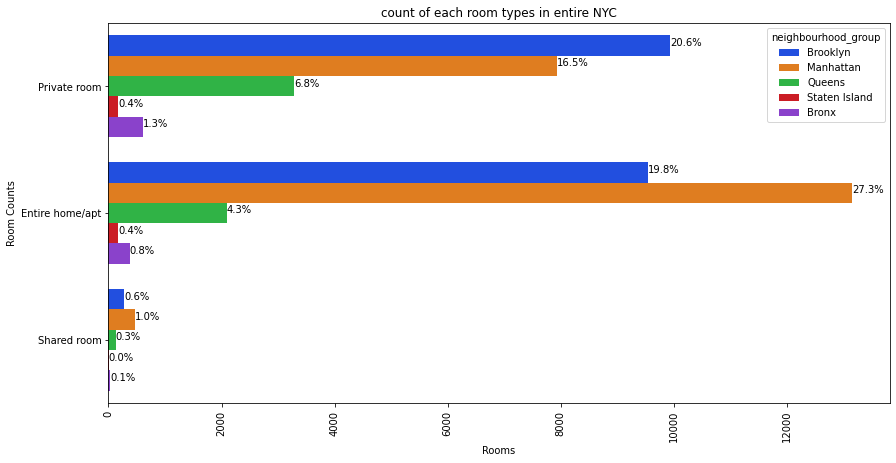 count of each room types in entire NYC
neighbourhood_group
Brooklyn
Manhattan
Queens
Staten Island
Bronx
Room Counts
Private room
20.6%
16.5%
6.8%
0.4%
1.3%
Entire home/apt
19.8%
27.3%
4.3%
0.4%
0.8%
Shared room
0.6%
1.0%
0.3%
0.0%
0.1%
0
2000
4000
6000
8000
10000
12000
Rooms